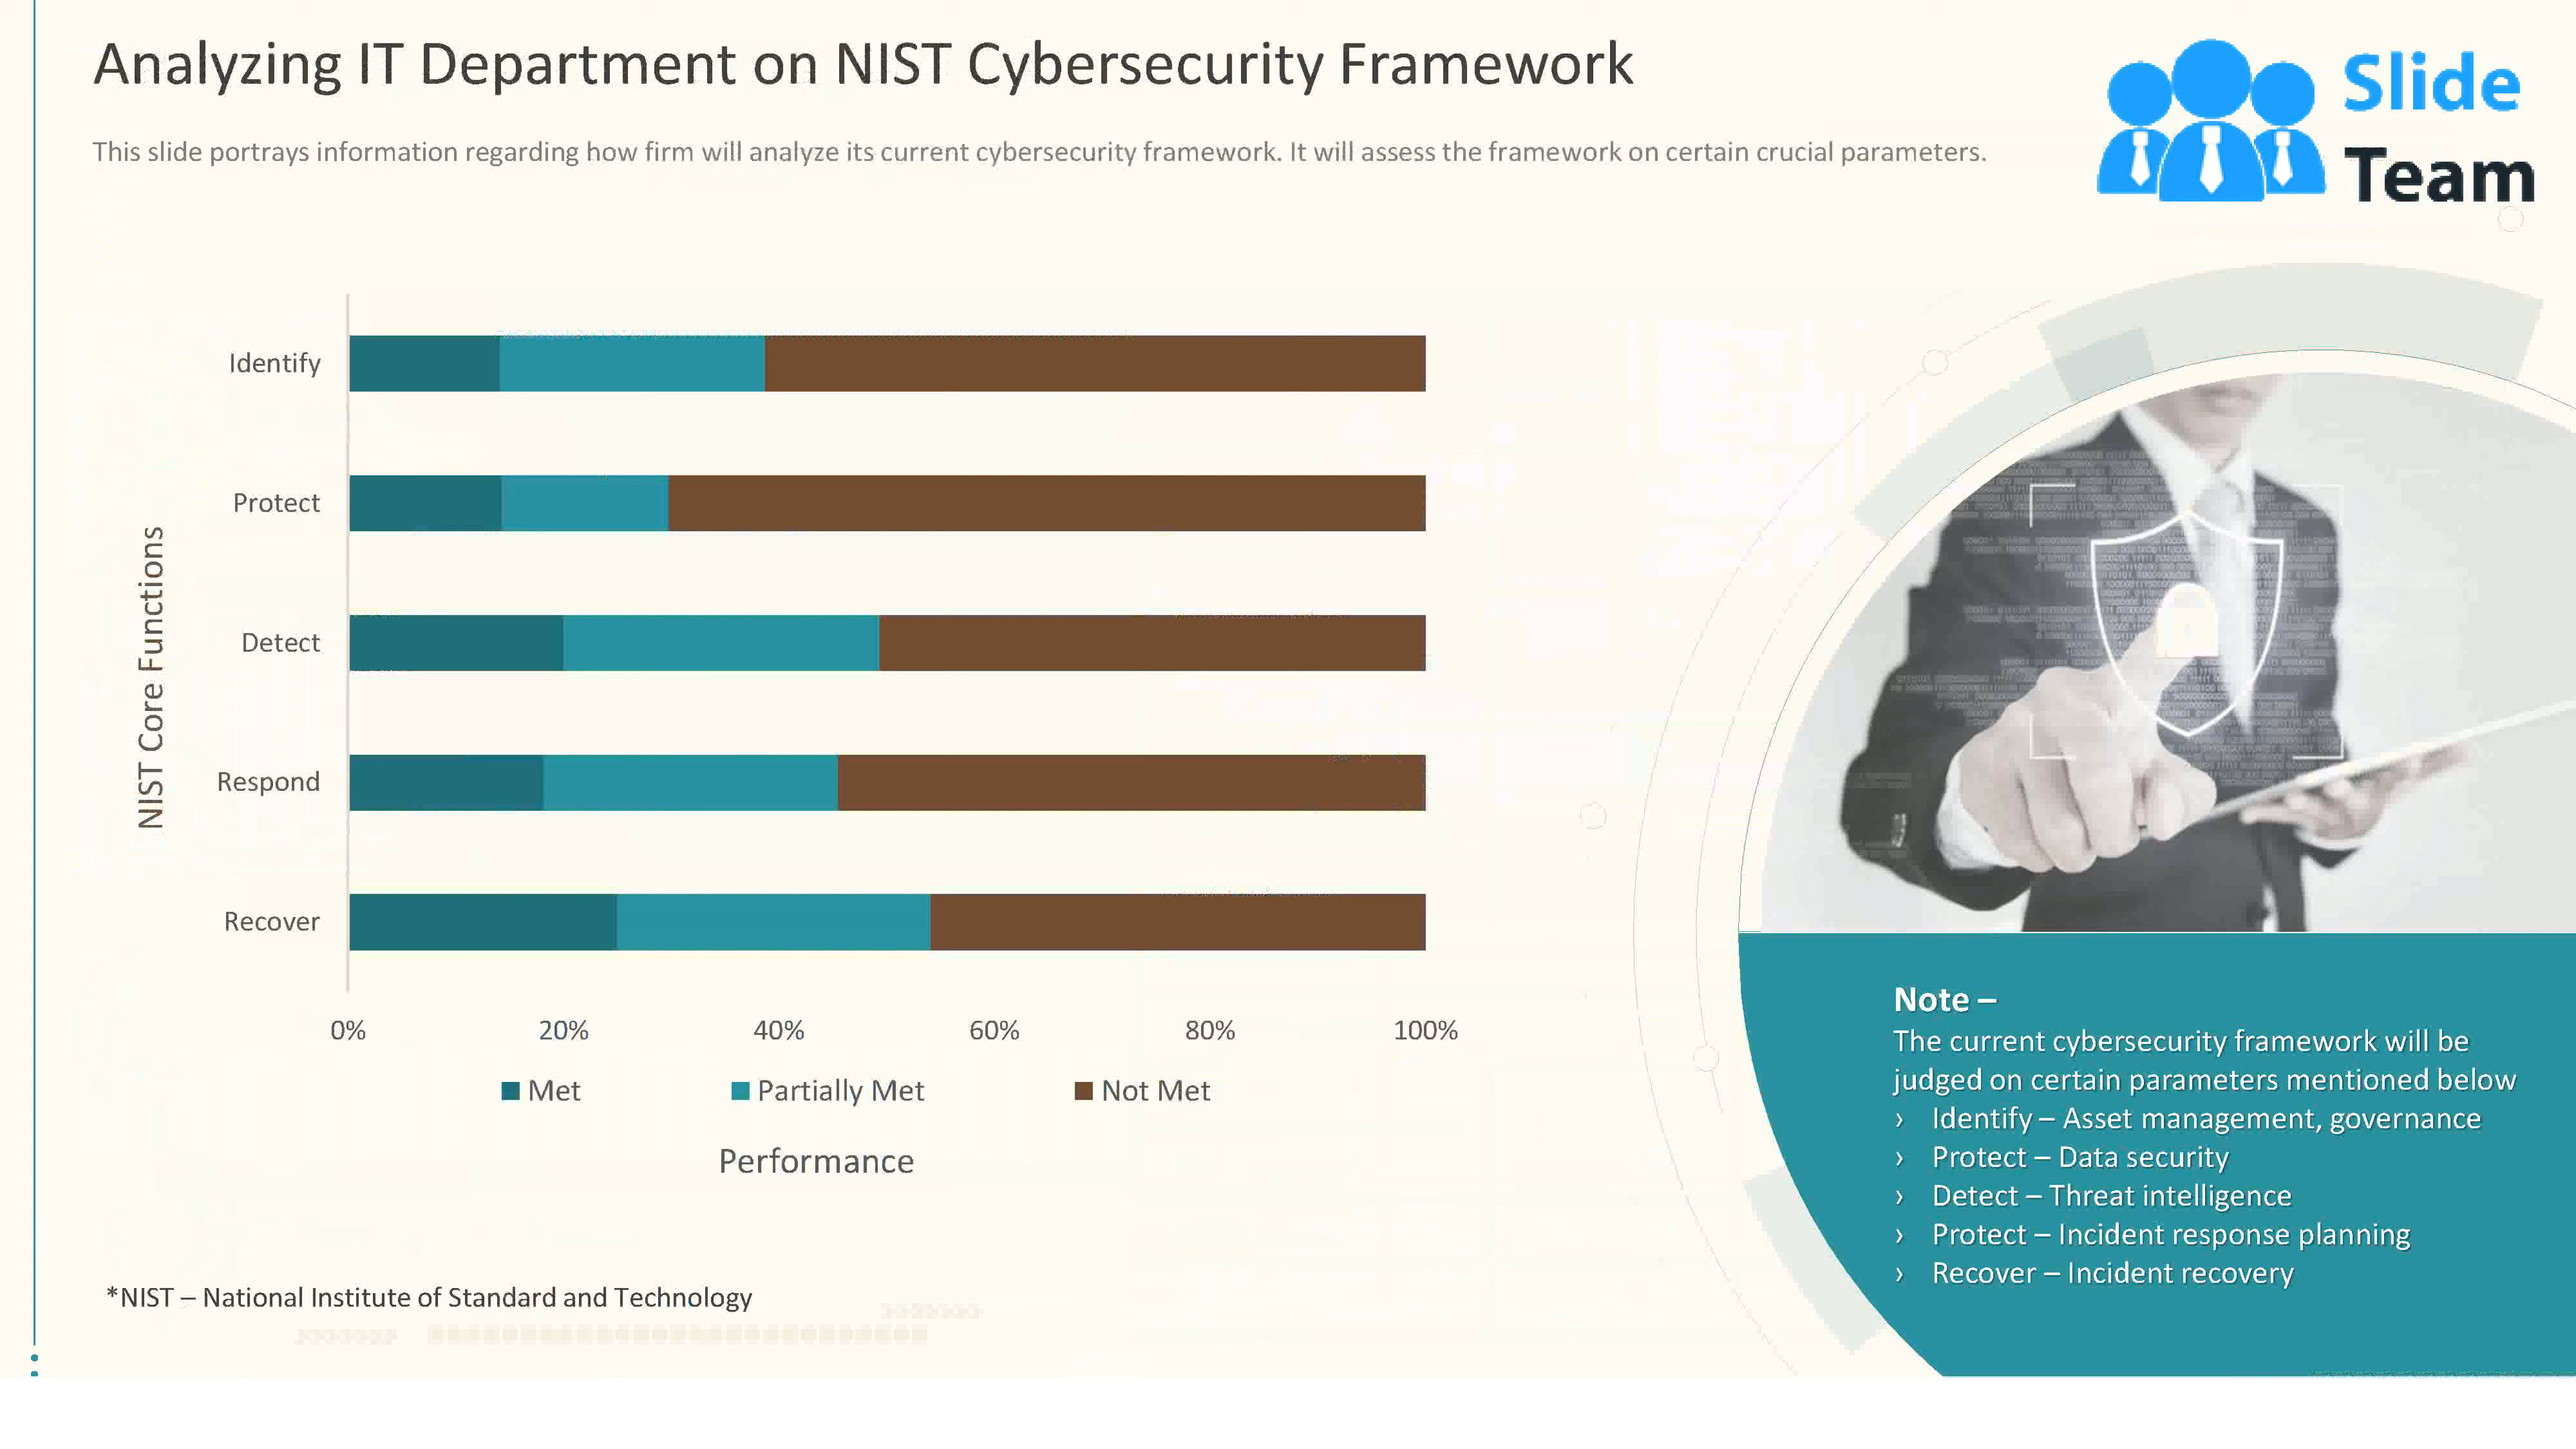 Analyzing IT Department on NIST Cybersecurity Framework
Slide
Team
This slide portrays information regarding how firm will analyze its current cybersecurity framework. It will assess the framework on certain crucial parameters.
NIST Core Functions
Identify
Protect
Detect
Respond
Recover
0% 20% 40% 60% 80% 100%
Met Partially Met Not Met
Performance
*NIST – National Institute of Standard and Technology
Note –
The current cybersecurity framework will be
judged on certain parameters mentioned below
› Identify – Asset management, governance
› Protect – Data security
› Detect – Threat intelligence
› Protect – Incident response planning
› Recover – Incident recovery